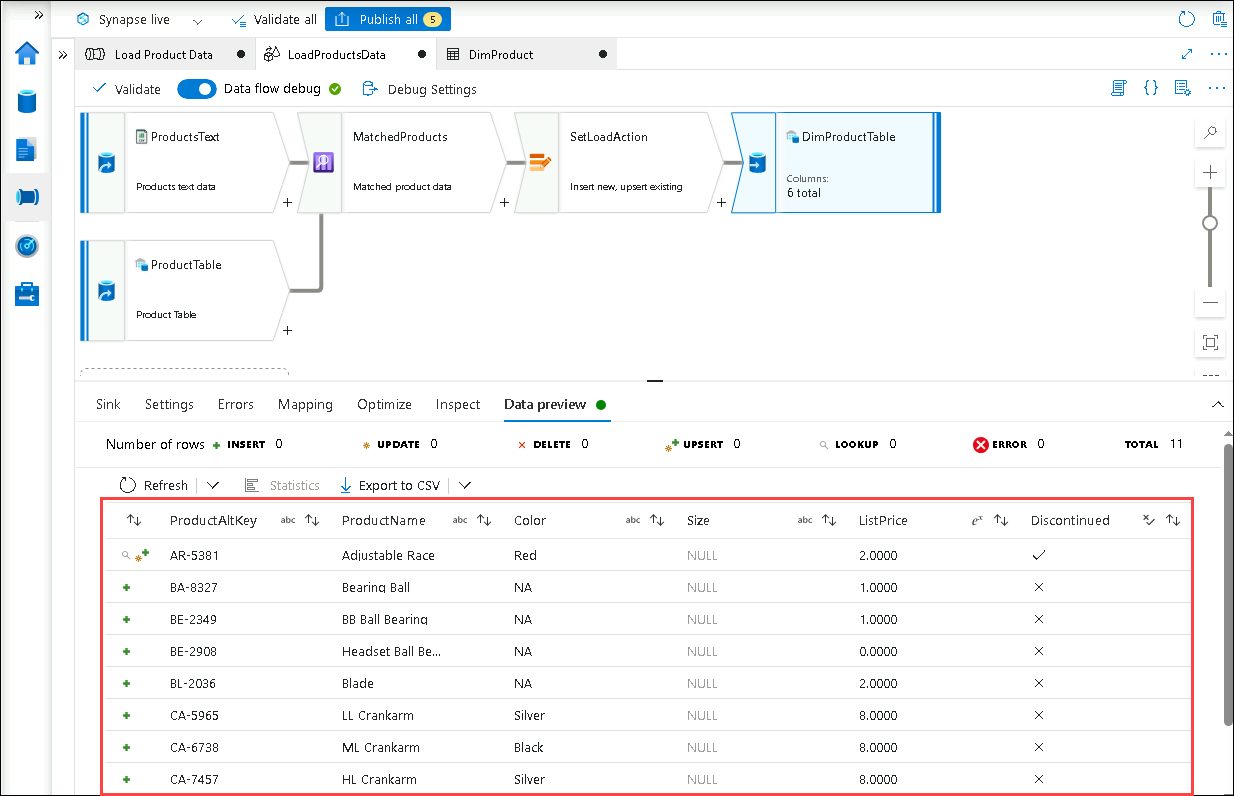 Synapse live Validate all Publish all 5
Load Product Data LoadProductsData DimProduct
Validate Data flow debug Debug Settings
ProductsText MatchedProducts SetLoadAction DimProductTable
Columns:
Products text data Matched product data Insert new, upsert existing 6 total
ProductTable
Product Table
Sink Settings Errors Mapping Optimize Inspect Data preview
Number of rows INSERT 0 UPDATE 0 DELETE 0 UPSERT 0 LOOKUP 0 ERROR 0 TOTAL 11
Refresh Statistics Export to CSV
ProductAltKey abc ProductName abc Color abc Size abc ListPrice eˣ Discontinued
AR-5381 Adjustable Race Red NULL 2.0000
BA-8327 Bearing Ball NA NULL 1.0000
BE-2349 BB Ball Bearing NA NULL 1.0000
BE-2908 Headset Ball Be... NA NULL 0.0000
BL-2036 Blade NA NULL 2.0000
CA-5965 LL Crankarm Silver NULL 8.0000
CA-6738 ML Crankarm Black NULL 8.0000
CA-7457 HL Crankarm Silver NULL 8.0000